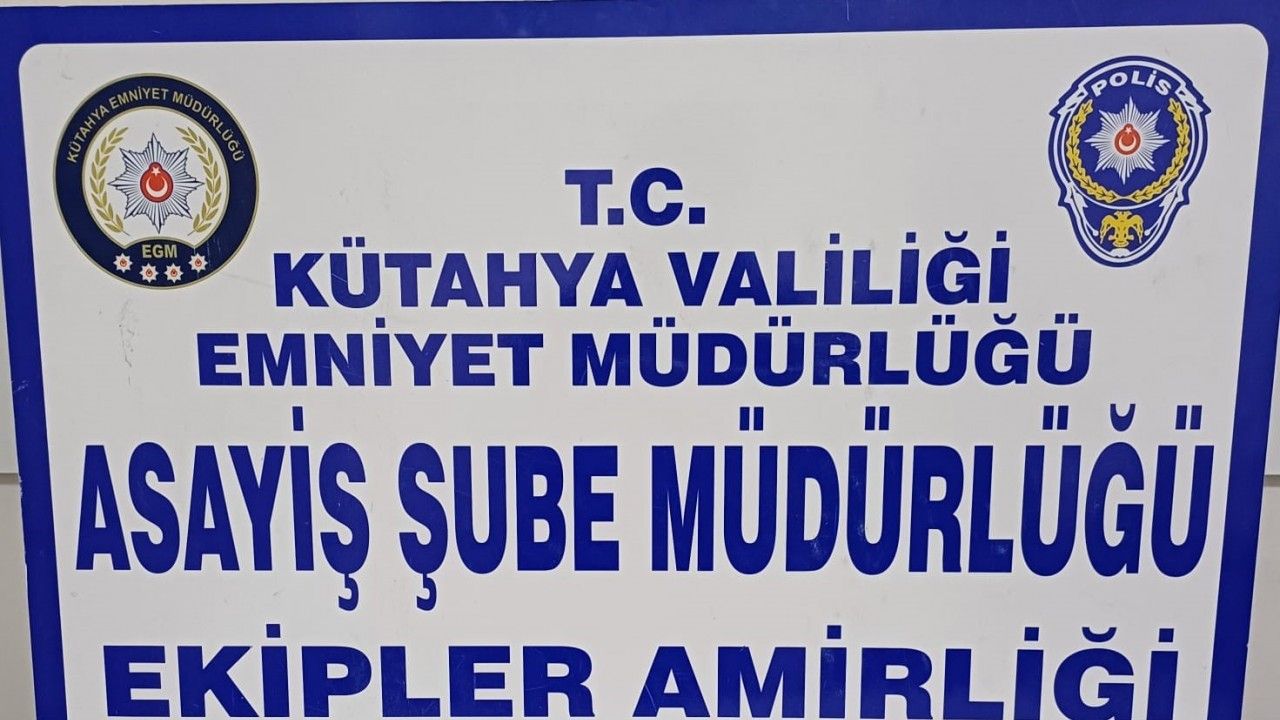 KÜTAHYA EMNİYET MÜDÜRLÜĞÜ
EGM
POLİS
T.C.
KÜTAHYA VALİLİĞİ
EMNİYET MÜDÜRLÜĞÜ
ASAYİŞ ŞUBE MÜDÜRLÜĞÜ
EKİPLER AMİRLİĞİ